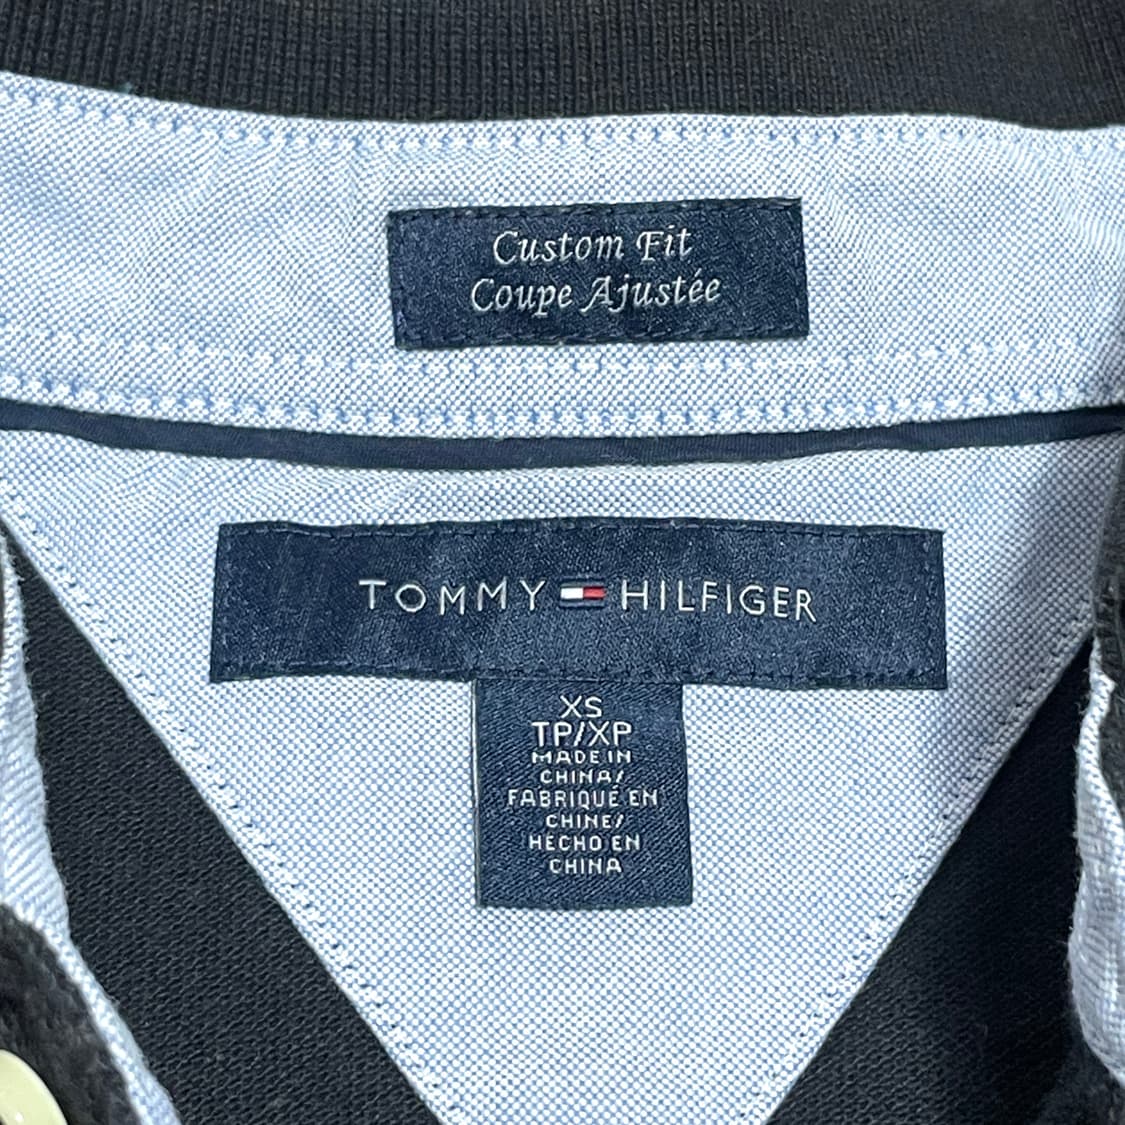 Custom Fit
Coupe Ajustée
TOMMY HILFIGER
XS
TP/XP
MADE IN
CHINA/
FABRIQUÉ EN
CHINE/
HECHO EN
CHINA